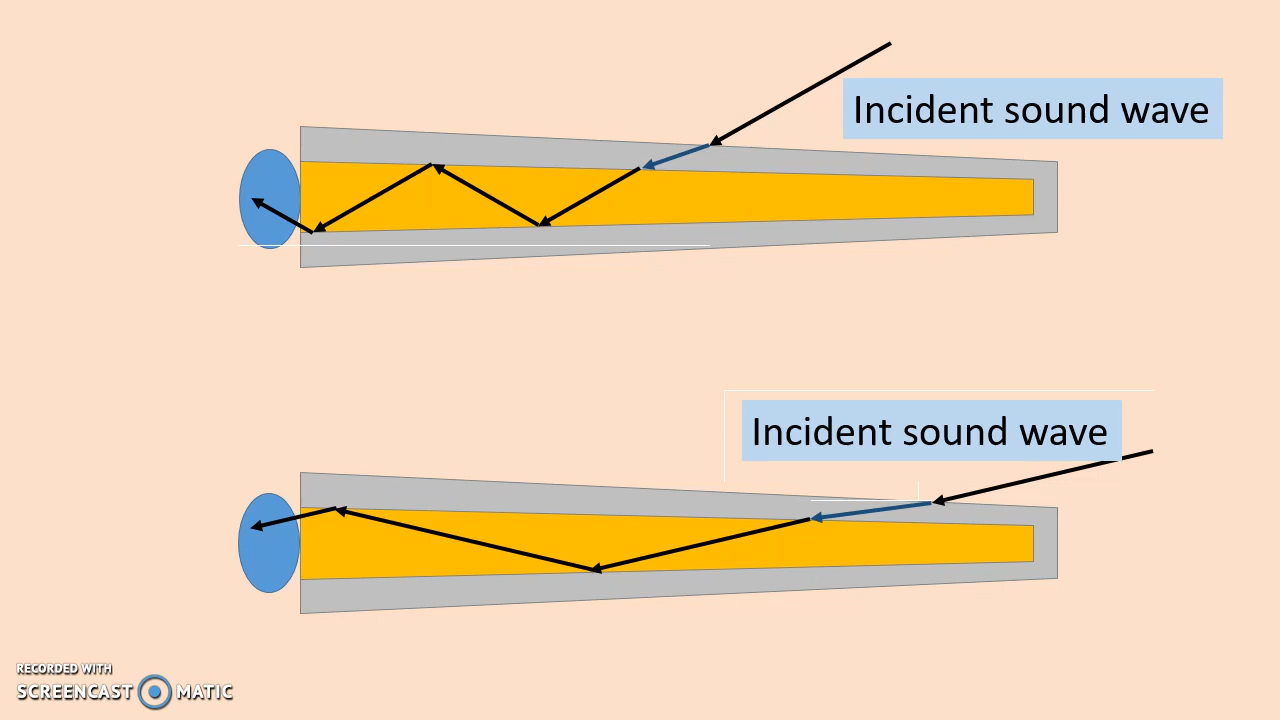 Incident sound wave
Incident sound wave
RECORDED WITH
SCREENCAST MATIC